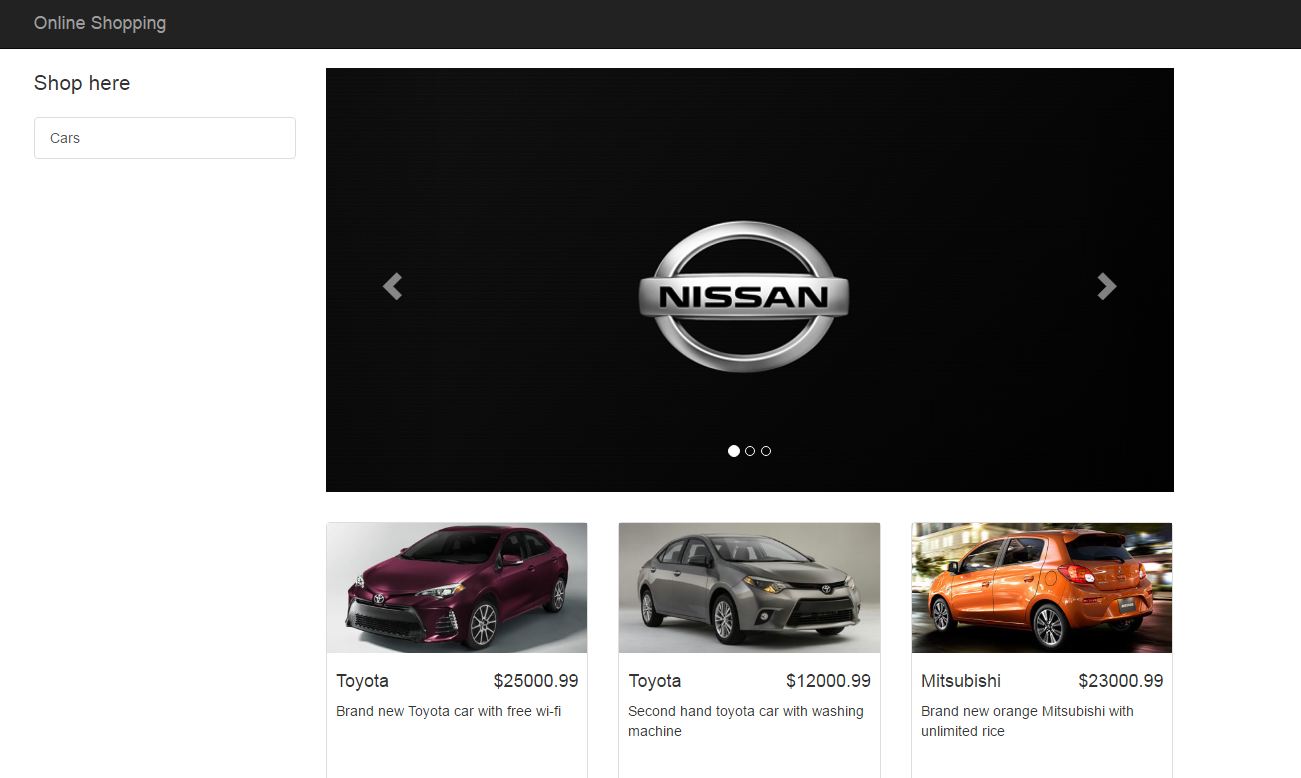 Online Shopping
Shop here
Cars
NISSAN
Toyota $25000.99
Brand new Toyota car with free wi-fi
Toyota $12000.99
Second hand toyota car with washing
machine
Mitsubishi $23000.99
Brand new orange Mitsubishi with
unlimited rice